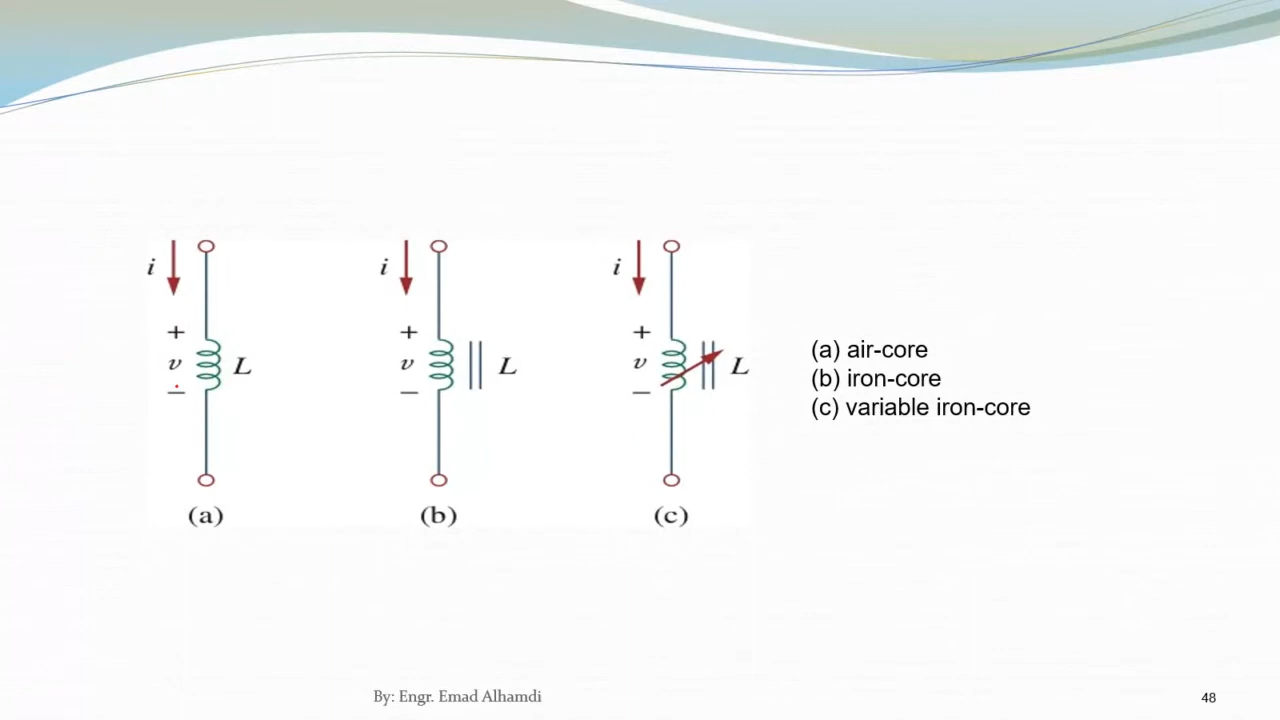 i i i
+ + +
v L v L v L
− − −
(a) air-core
(b) iron-core
(c) variable iron-core
(a) (b) (c)
By: Engr. Emad Alhamdi
48